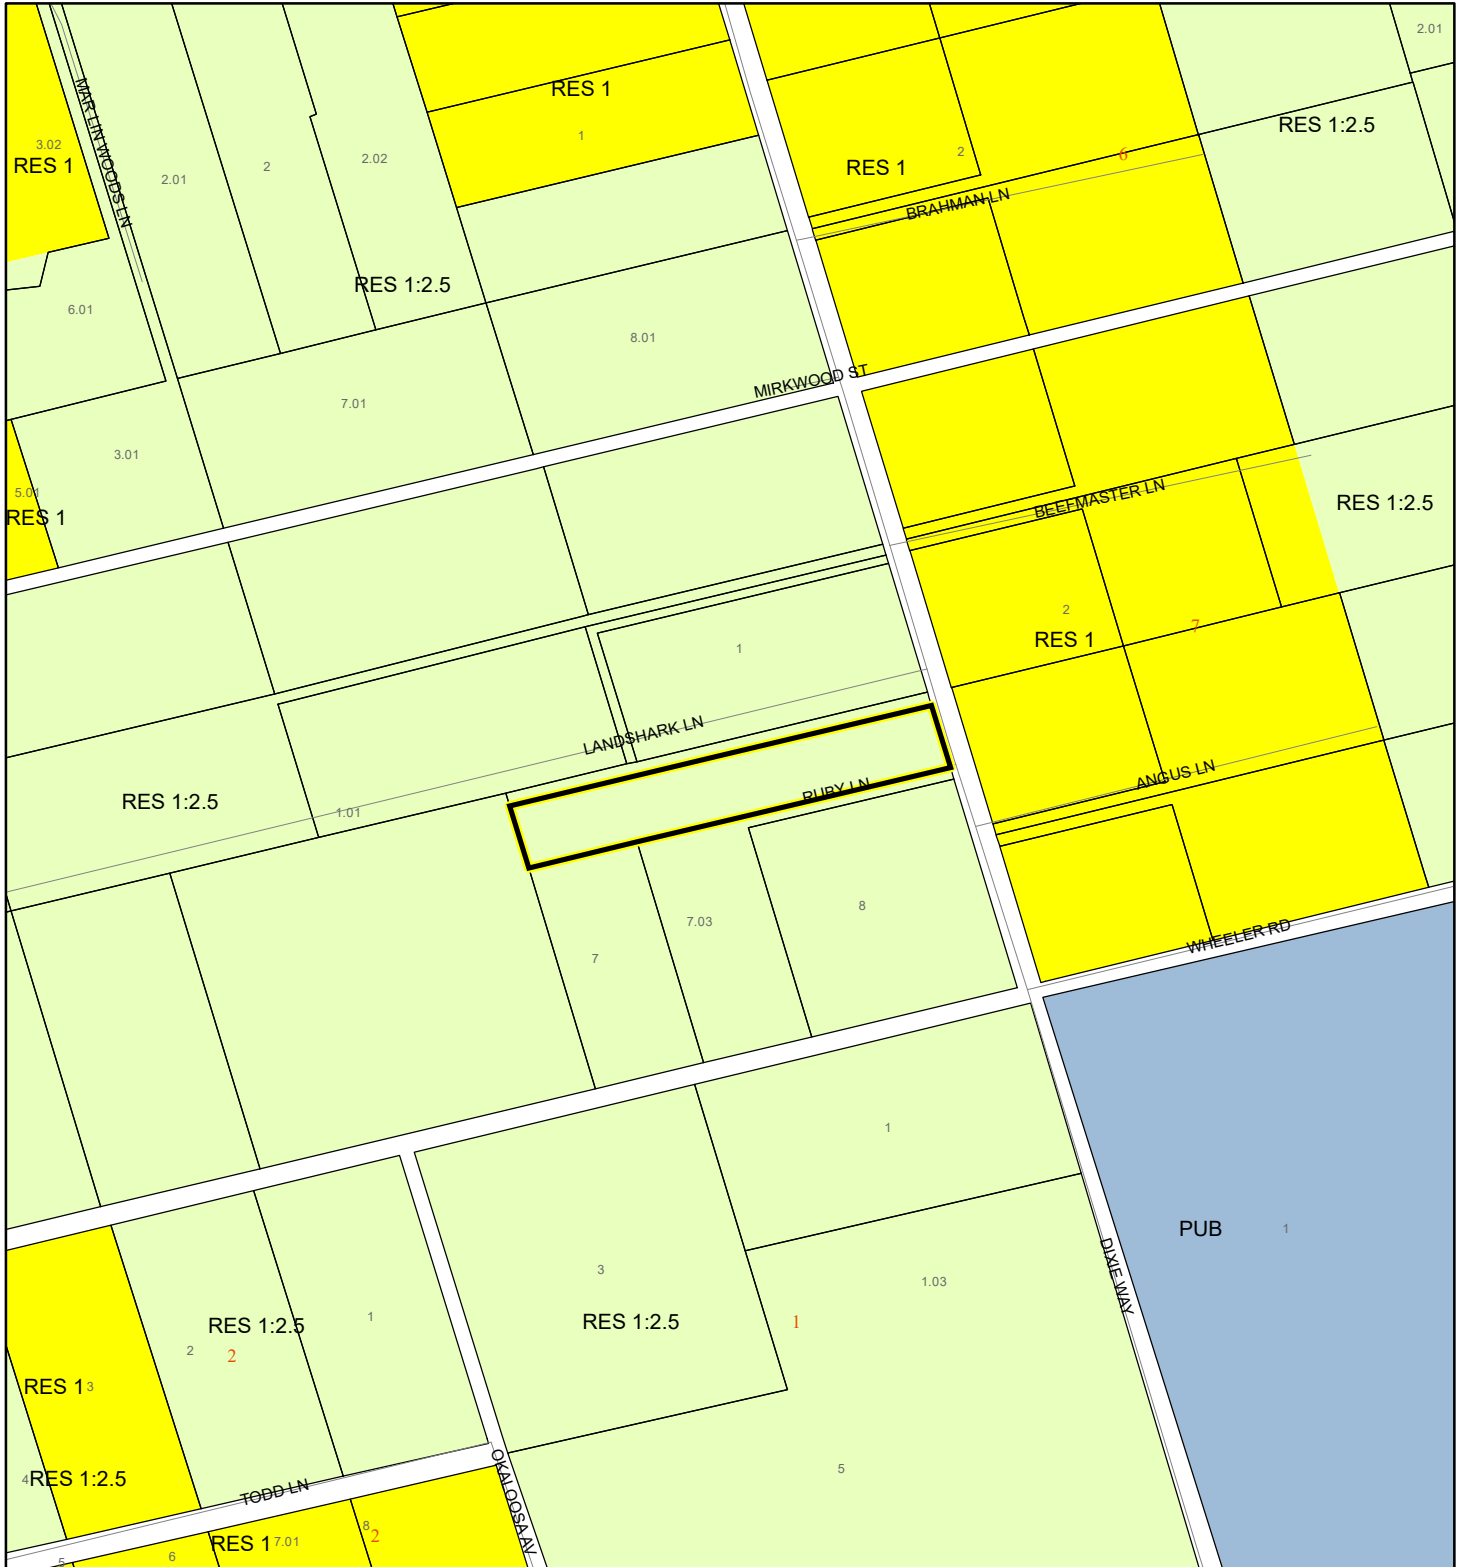 2.01
RES 1
MAR LIN WOODS LN
RES 1:2.5
3.02
1
2
6
RES 1
RES 1
2.01
2
2.02
BRAHMAN LN
RES 1:2.5
6.01
8.01
MIRKWOOD ST
7.01
3.01
5.01
RES 1
BEEFMASTER LN
RES 1:2.5
2
7
RES 1
1
LANDSHARK LN
ANGUS LN
RUBY LN
RES 1:2.5
1.01
8
7.03
WHEELER RD
7
1
PUB
1
DIXIE WAY
3
1.03
RES 1:2.5
1
1
RES 1:2.5
2
2
RES 1
3
4
RES 1:2.5
TODD LN
OKALOOSA AV
5
8
2
RES 1
7.01
6
5